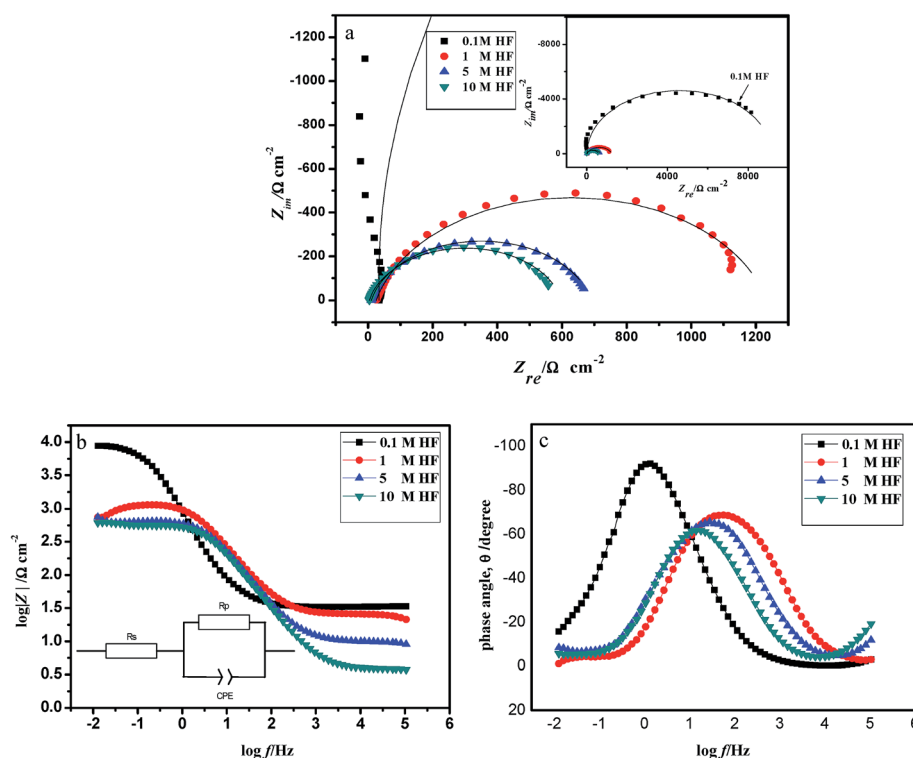 a
0.1M HF
1 M HF
5 M HF
10 M HF
-1200
-1000
-800
-600
-400
-200
0
0 200 400 600 800 1000 1200
Zim/Ω cm-2
Zre/Ω cm-2
-8000
-4000
0
0 4000 8000
Zim/Ω cm-2
Zre/Ω cm-2
0.1M HF
b
0.1 M HF
1 M HF
5 M HF
10 M HF
4.0
3.5
3.0
2.5
2.0
1.5
1.0
0.5
0.0
-2 -1 0 1 2 3 4 5 6
log|Z| /Ω cm-2
log f/Hz
Rs
Rp
CPE
c
0.1 M HF
1 M HF
5 M HF
10 M HF
-100
-80
-60
-40
-20
0
20
-2 -1 0 1 2 3 4 5 6
phase angle, θ /degree
log f/Hz